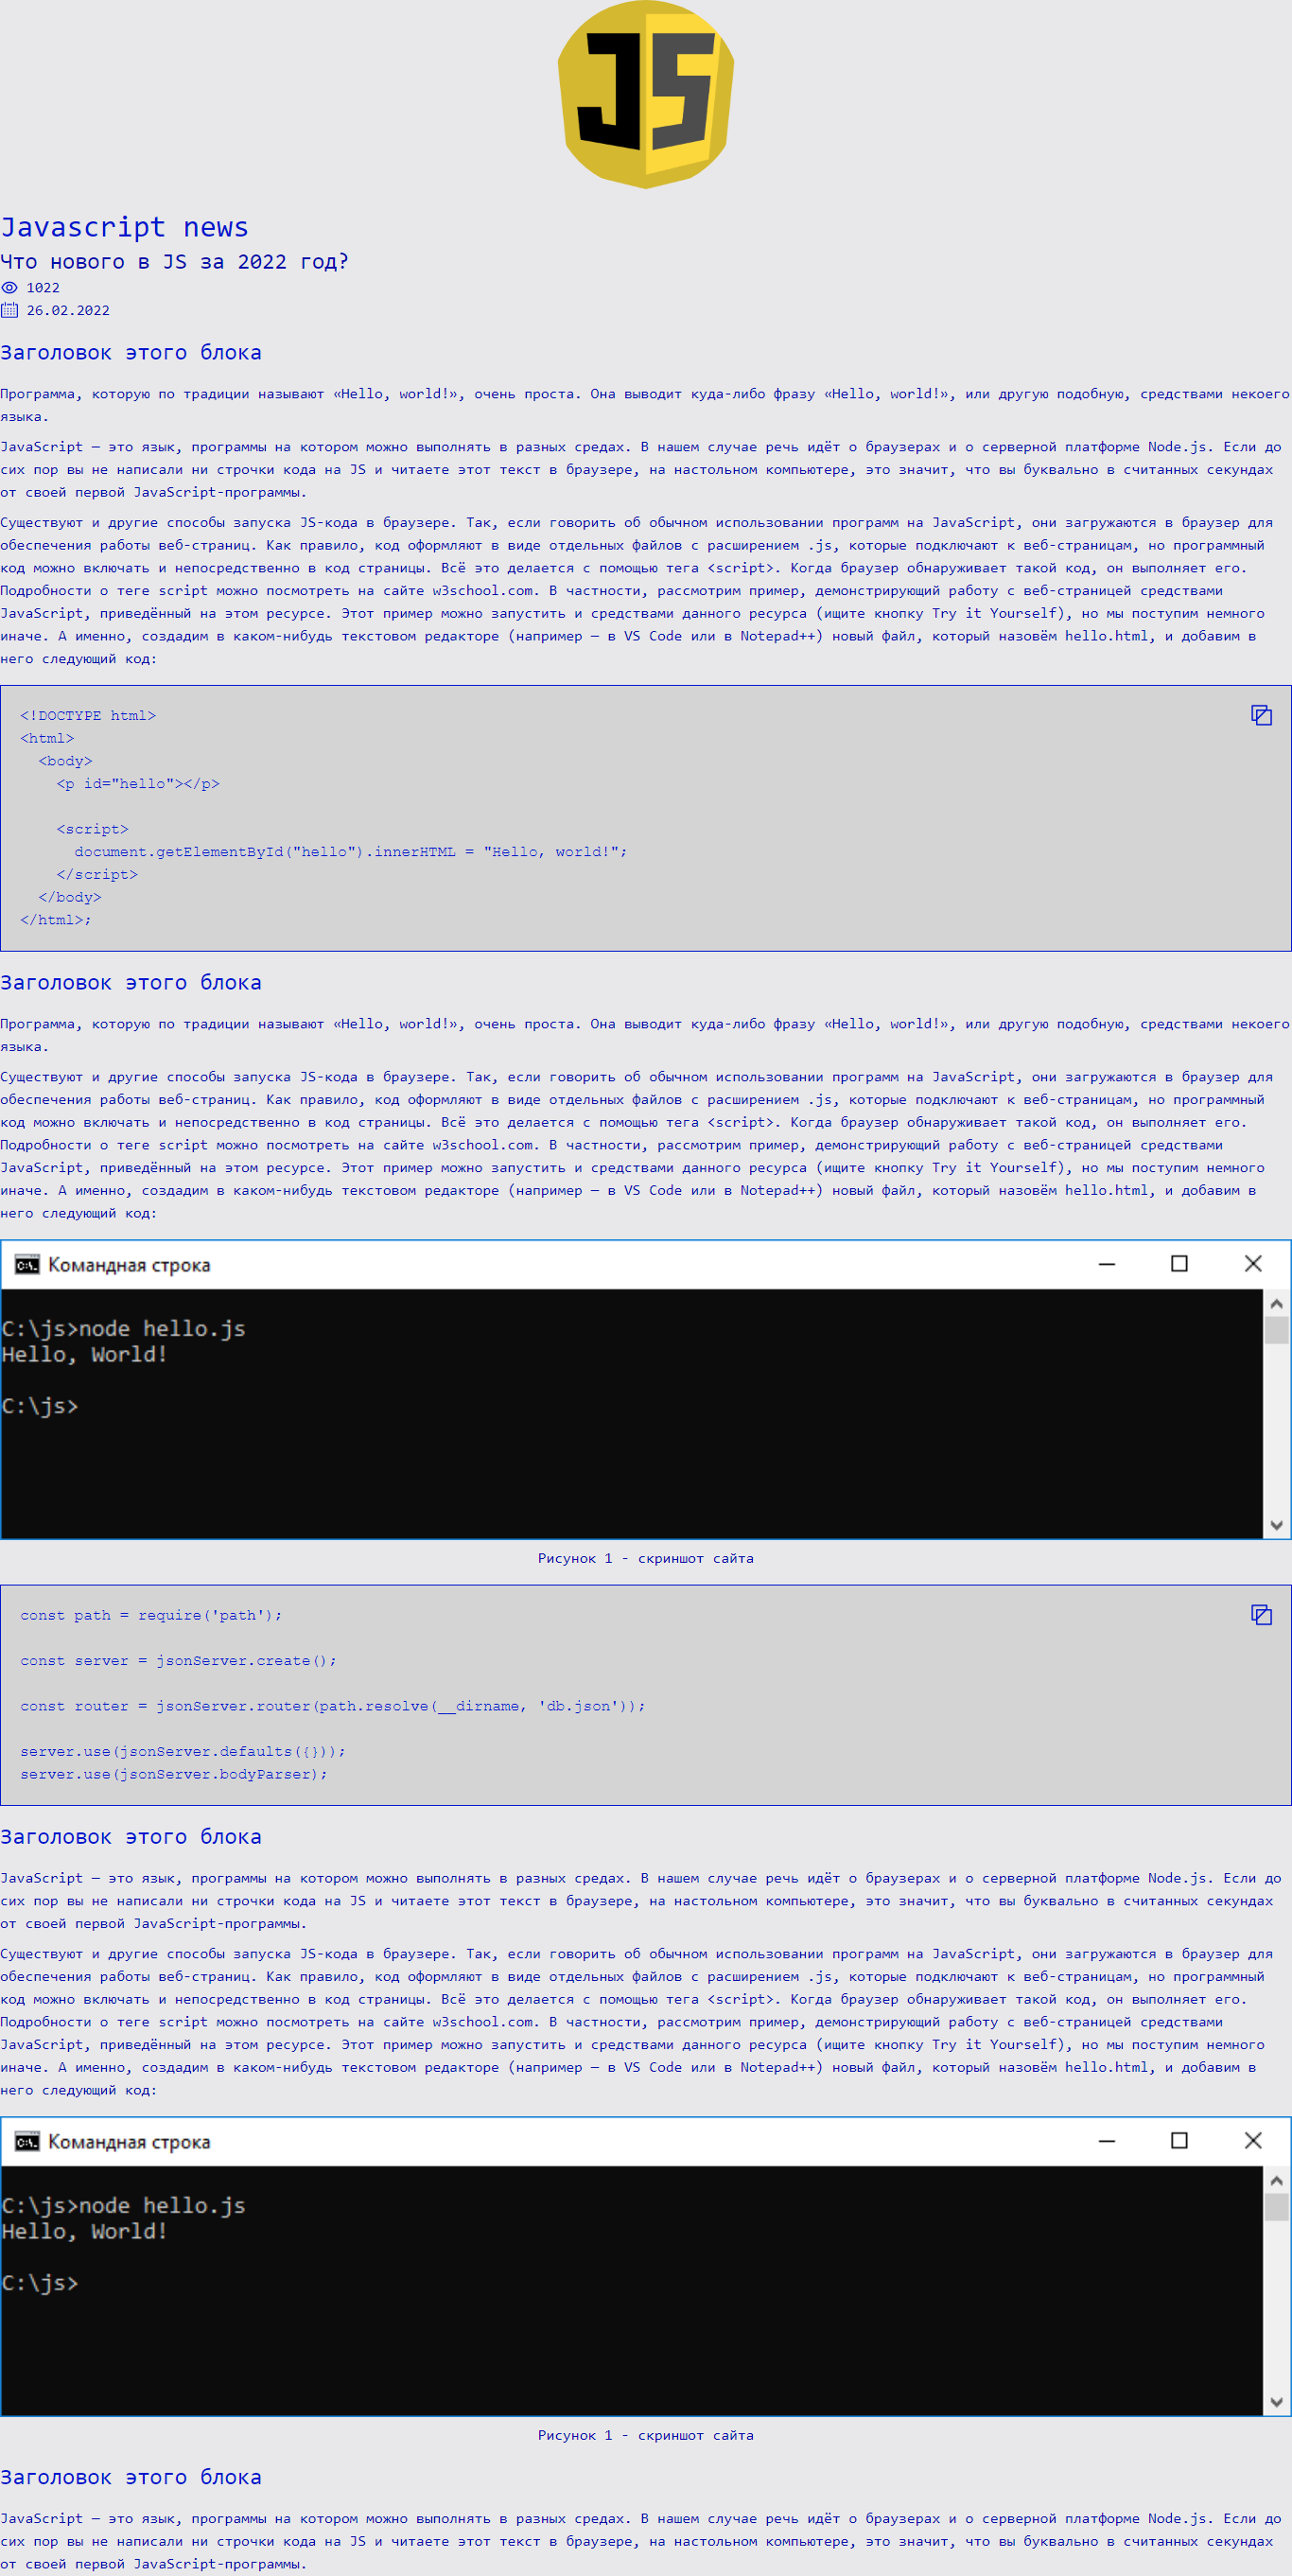 JS
Javascript news
Что нового в JS за 2022 год?
1022
26.02.2022
Заголовок этого блока
Программа, которую по традиции называют «Hello, world!», очень проста. Она выводит куда-либо фразу «Hello, world!», или другую подобную, средствами некоего
языка.
JavaScript — это язык, программы на котором можно выполнять в разных средах. В нашем случае речь идёт о браузерах и о серверной платформе Node.js. Если до
сих пор вы не написали ни строчки кода на JS и читаете этот текст в браузере, на настольном компьютере, это значит, что вы буквально в считанных секундах
от своей первой JavaScript-программы.
Существуют и другие способы запуска JS-кода в браузере. Так, если говорить об обычном использовании программ на JavaScript, они загружаются в браузер для
обеспечения работы веб-страниц. Как правило, код оформляют в виде отдельных файлов с расширением .js, которые подключают к веб-страницам, но программный
код можно включать и непосредственно в код страницы. Всё это делается с помощью тега <script>. Когда браузер обнаруживает такой код, он выполняет его.
Подробности о теге script можно посмотреть на сайте w3school.com. В частности, рассмотрим пример, демонстрирующий работу с веб-страницей средствами
JavaScript, приведённый на этом ресурсе. Этот пример можно запустить и средствами данного ресурса (ищите кнопку Try it Yourself), но мы поступим немного
иначе. А именно, создадим в каком-нибудь текстовом редакторе (например — в VS Code или в Notepad++) новый файл, который назовём hello.html, и добавим в
него следующий код:
<!DOCTYPE html>
<html>
  <body>
    <p id="hello"></p>
    <script>
      document.getElementById("hello").innerHTML = "Hello, world!";
    </script>
  </body>
</html>;
Заголовок этого блока
Программа, которую по традиции называют «Hello, world!», очень проста. Она выводит куда-либо фразу «Hello, world!», или другую подобную, средствами некоего
языка.
Существуют и другие способы запуска JS-кода в браузере. Так, если говорить об обычном использовании программ на JavaScript, они загружаются в браузер для
обеспечения работы веб-страниц. Как правило, код оформляют в виде отдельных файлов с расширением .js, которые подключают к веб-страницам, но программный
код можно включать и непосредственно в код страницы. Всё это делается с помощью тега <script>. Когда браузер обнаруживает такой код, он выполняет его.
Подробности о теге script можно посмотреть на сайте w3school.com. В частности, рассмотрим пример, демонстрирующий работу с веб-страницей средствами
JavaScript, приведённый на этом ресурсе. Этот пример можно запустить и средствами данного ресурса (ищите кнопку Try it Yourself), но мы поступим немного
иначе. А именно, создадим в каком-нибудь текстовом редакторе (например — в VS Code или в Notepad++) новый файл, который назовём hello.html, и добавим в
него следующий код:
Командная строка
C:\js>node hello.js
Hello, World!
C:\js>
Рисунок 1 - скриншот сайта
const path = require('path');
const server = jsonServer.create();
const router = jsonServer.router(path.resolve(__dirname, 'db.json'));
server.use(jsonServer.defaults({}));
server.use(jsonServer.bodyParser);
Заголовок этого блока
JavaScript — это язык, программы на котором можно выполнять в разных средах. В нашем случае речь идёт о браузерах и о серверной платформе Node.js. Если до
сих пор вы не написали ни строчки кода на JS и читаете этот текст в браузере, на настольном компьютере, это значит, что вы буквально в считанных секундах
от своей первой JavaScript-программы.
Существуют и другие способы запуска JS-кода в браузере. Так, если говорить об обычном использовании программ на JavaScript, они загружаются в браузер для
обеспечения работы веб-страниц. Как правило, код оформляют в виде отдельных файлов с расширением .js, которые подключают к веб-страницам, но программный
код можно включать и непосредственно в код страницы. Всё это делается с помощью тега <script>. Когда браузер обнаруживает такой код, он выполняет его.
Подробности о теге script можно посмотреть на сайте w3school.com. В частности, рассмотрим пример, демонстрирующий работу с веб-страницей средствами
JavaScript, приведённый на этом ресурсе. Этот пример можно запустить и средствами данного ресурса (ищите кнопку Try it Yourself), но мы поступим немного
иначе. А именно, создадим в каком-нибудь текстовом редакторе (например — в VS Code или в Notepad++) новый файл, который назовём hello.html, и добавим в
него следующий код:
Командная строка
C:\js>node hello.js
Hello, World!
C:\js>
Рисунок 1 - скриншот сайта
Заголовок этого блока
JavaScript — это язык, программы на котором можно выполнять в разных средах. В нашем случае речь идёт о браузерах и о серверной платформе Node.js. Если до
сих пор вы не написали ни строчки кода на JS и читаете этот текст в браузере, на настольном компьютере, это значит, что вы буквально в считанных секундах
от своей первой JavaScript-программы.